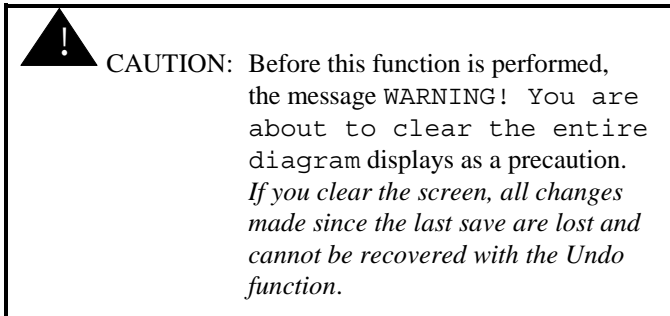 !
CAUTION: Before this function is performed,
the message WARNING! You are
about to clear the entire
diagram displays as a precaution.
If you clear the screen, all changes
made since the last save are lost and
cannot be recovered with the Undo
function.